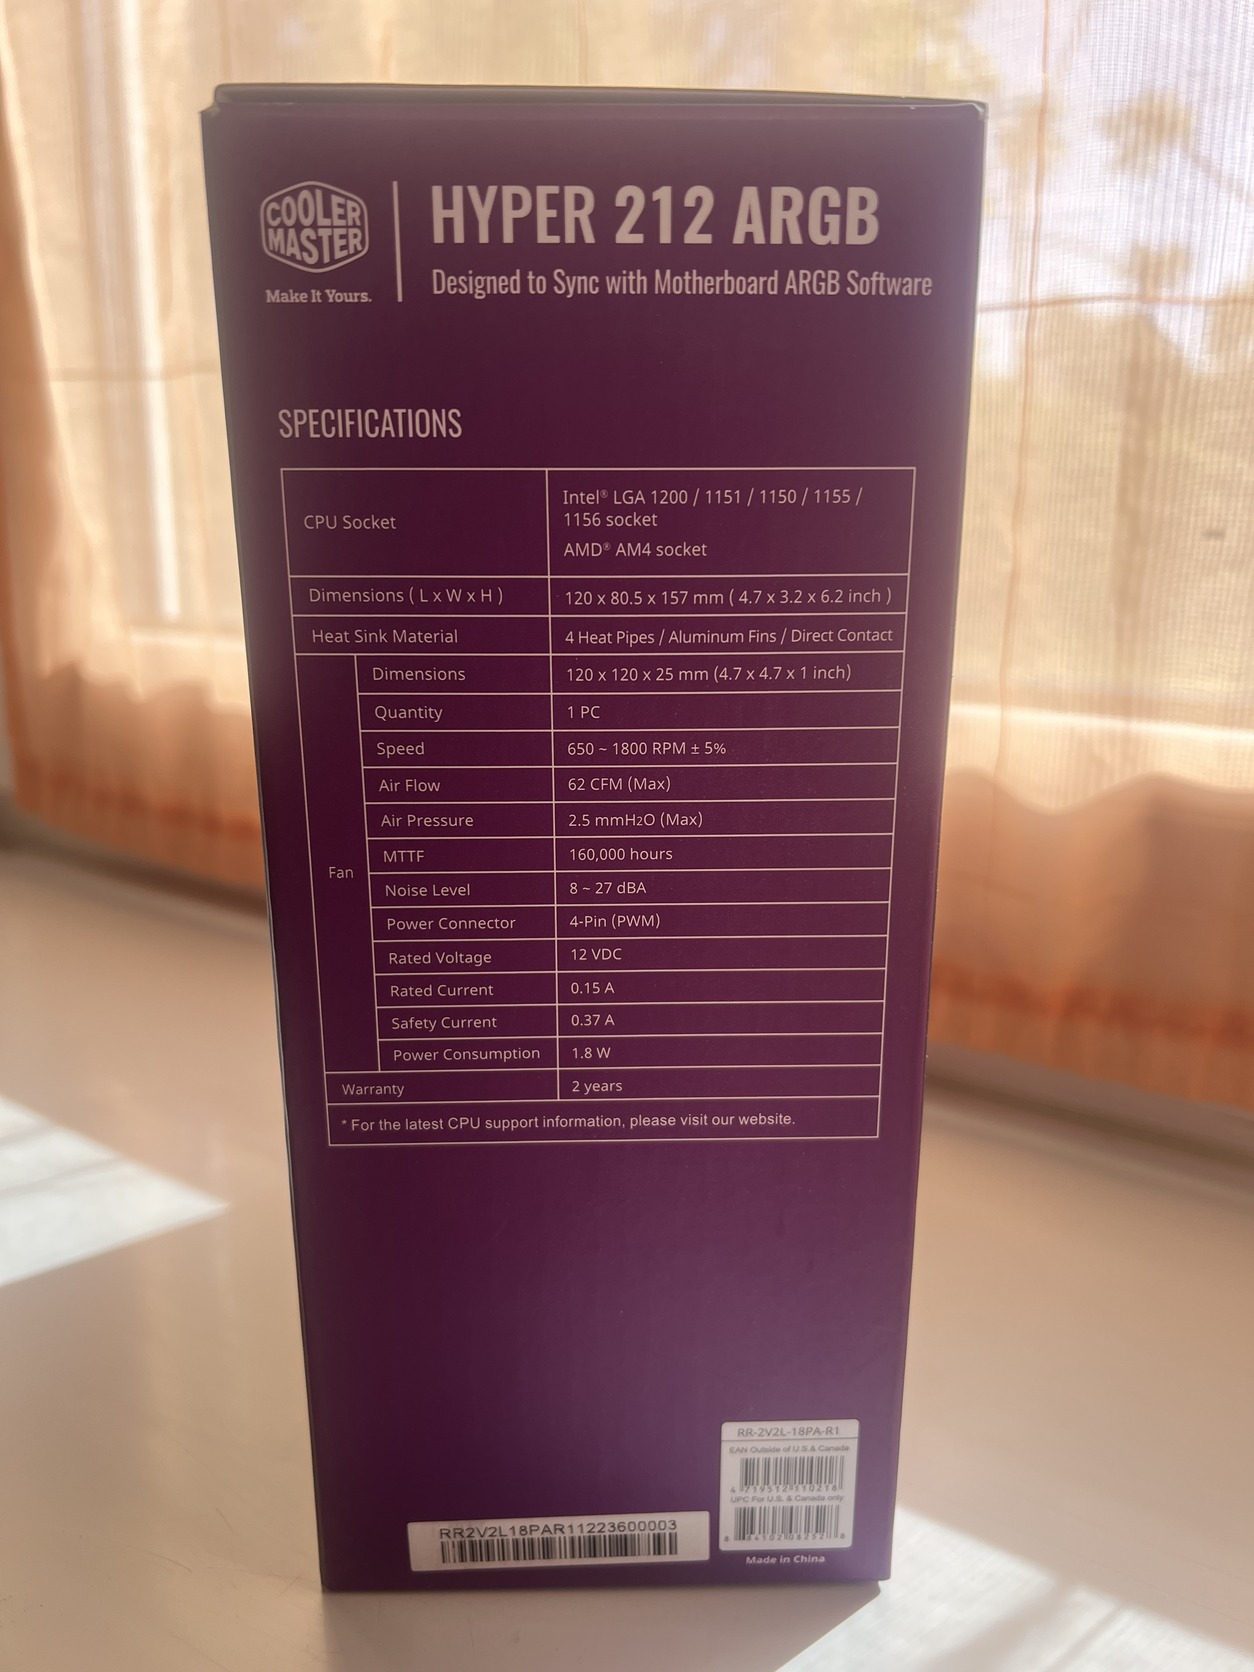 COOLER
MASTER
Make It Yours.
HYPER 212 ARGB
Designed to Sync with Motherboard ARGB Software
SPECIFICATIONS
CPU Socket
Intel® LGA 1200 / 1151 / 1150 / 1155 /
1156 socket
AMD® AM4 socket
Dimensions ( L x W x H )
120 x 80.5 x 157 mm ( 4.7 x 3.2 x 6.2 inch )
Heat Sink Material
4 Heat Pipes / Aluminum Fins / Direct Contact
Fan
Dimensions
120 x 120 x 25 mm (4.7 x 4.7 x 1 inch)
Quantity
1 PC
Speed
650 ~ 1800 RPM ± 5%
Air Flow
62 CFM (Max)
Air Pressure
2.5 mmH2O (Max)
MTTF
160,000 hours
Noise Level
8 ~ 27 dBA
Power Connector
4-Pin (PWM)
Rated Voltage
12 VDC
Rated Current
0.15 A
Safety Current
0.37 A
Power Consumption
1.8 W
Warranty
2 years
* For the latest CPU support information, please visit our website.
RR-2V2L-18PA-R1
EAN Outside of U.S.& Canada
4 719512 110218
UPC For U.S. & Canada only
RR2V2L18PAR11223600003
Made in China